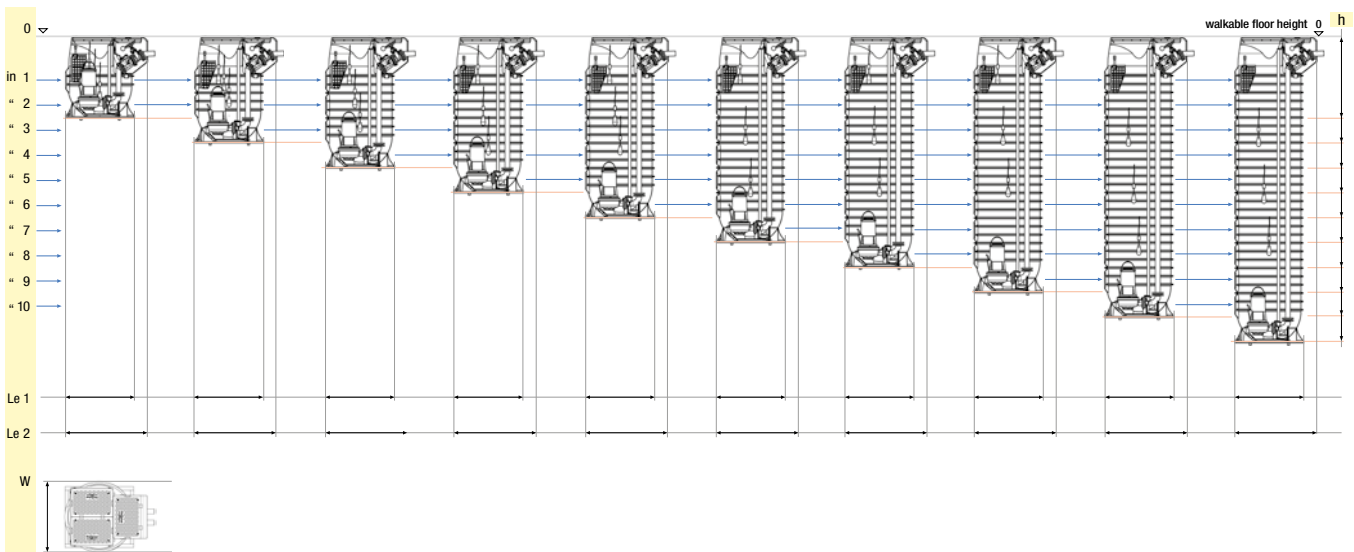 0
walkable floor height 0
h
in 1
“ 2
“ 3
“ 4
“ 5
“ 6
“ 7
“ 8
“ 9
“ 10
Le 1
Le 2
W